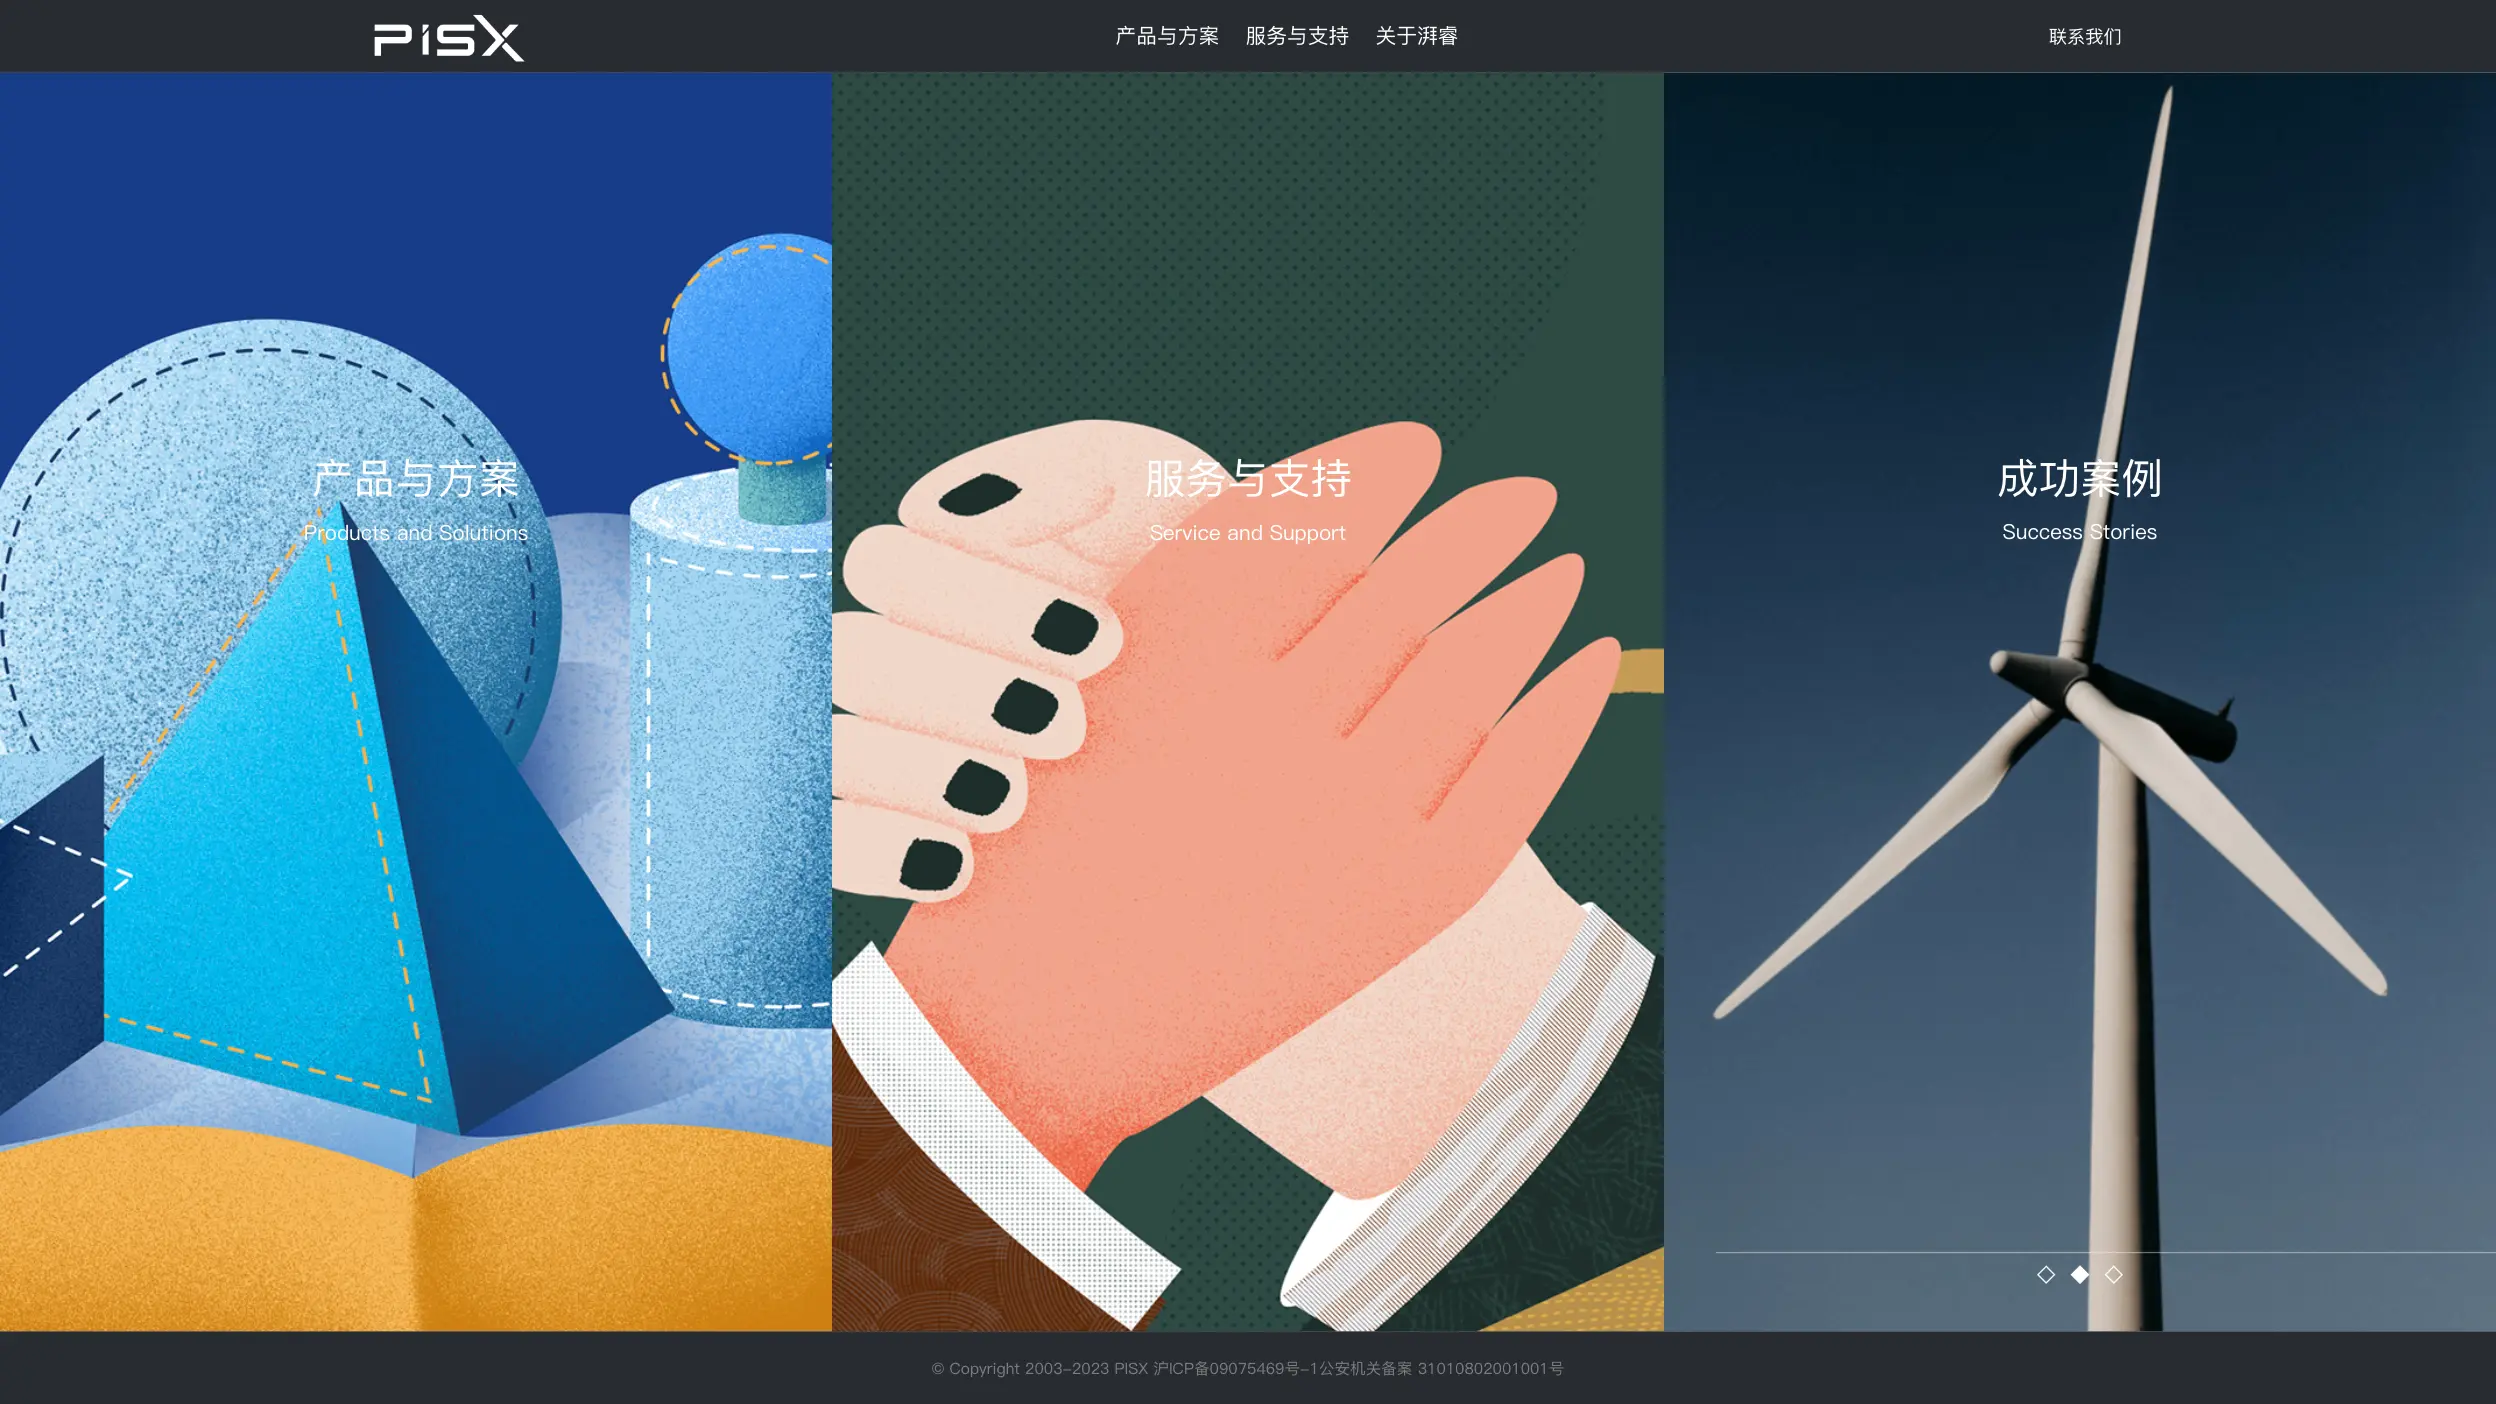 PISX
产品与方案 服务与支持 关于湃睿
联系我们
产品与方案
Products and Solutions
服务与支持
Service and Support
成功案例
Success Stories
© Copyright 2003-2023 PISX 沪ICP备09075469号-1公安机关备案 31010802001001号